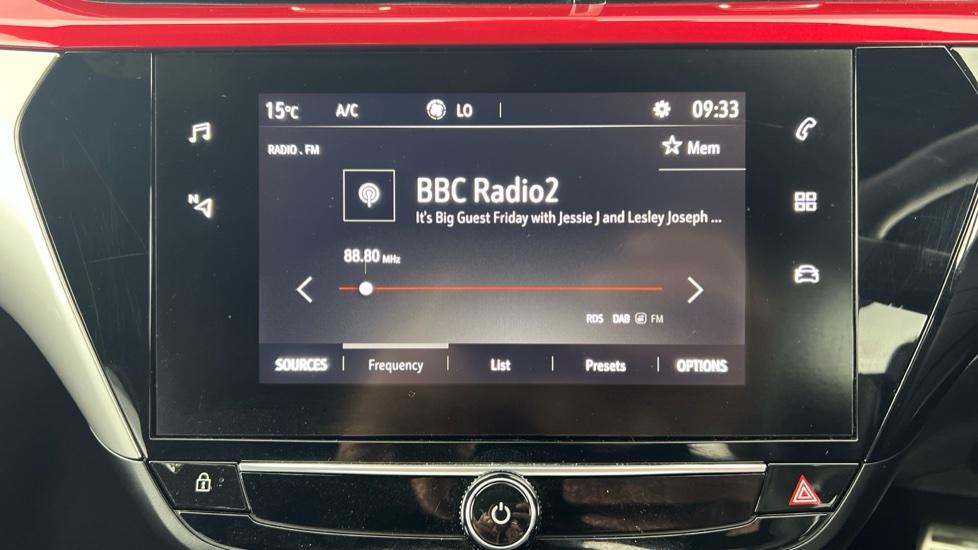 15°C A/C LO | 09:33
RADIO . FM
Mem
BBC Radio2
It's Big Guest Friday with Jessie J and Lesley Joseph ...
88.80 MHz
RDS DAB FM
SOURCES | Frequency | List | Presets | OPTIONS
N